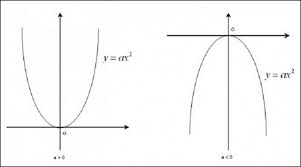 y = ax²
o
a > 0
o
y = ax²
a < 0